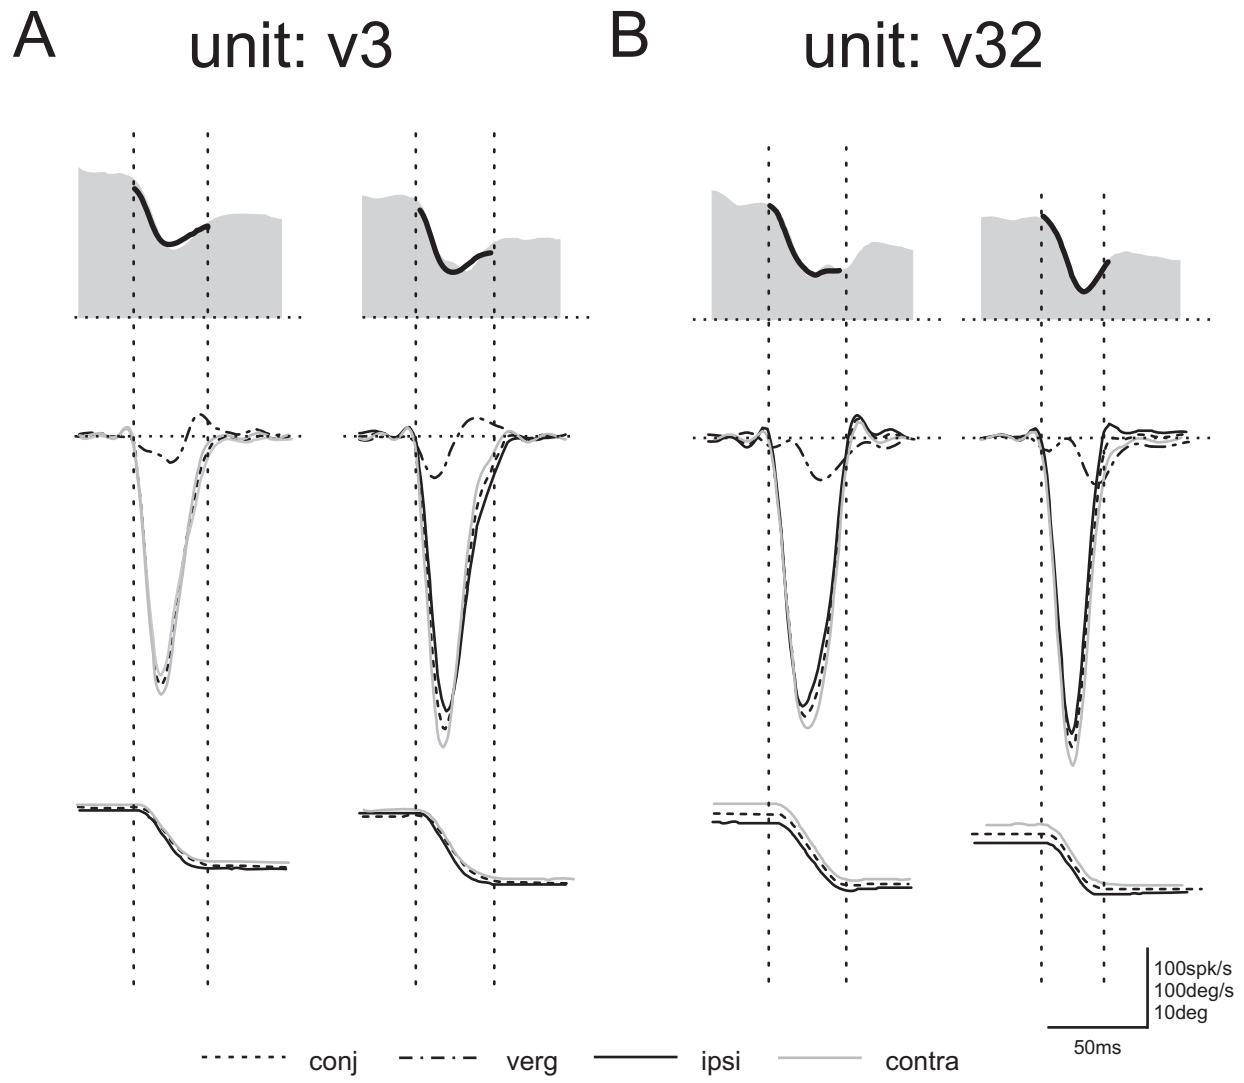 A
unit: v3
B
unit: v32
100spk/s
100deg/s
10deg
50ms
conj verg ipsi contra